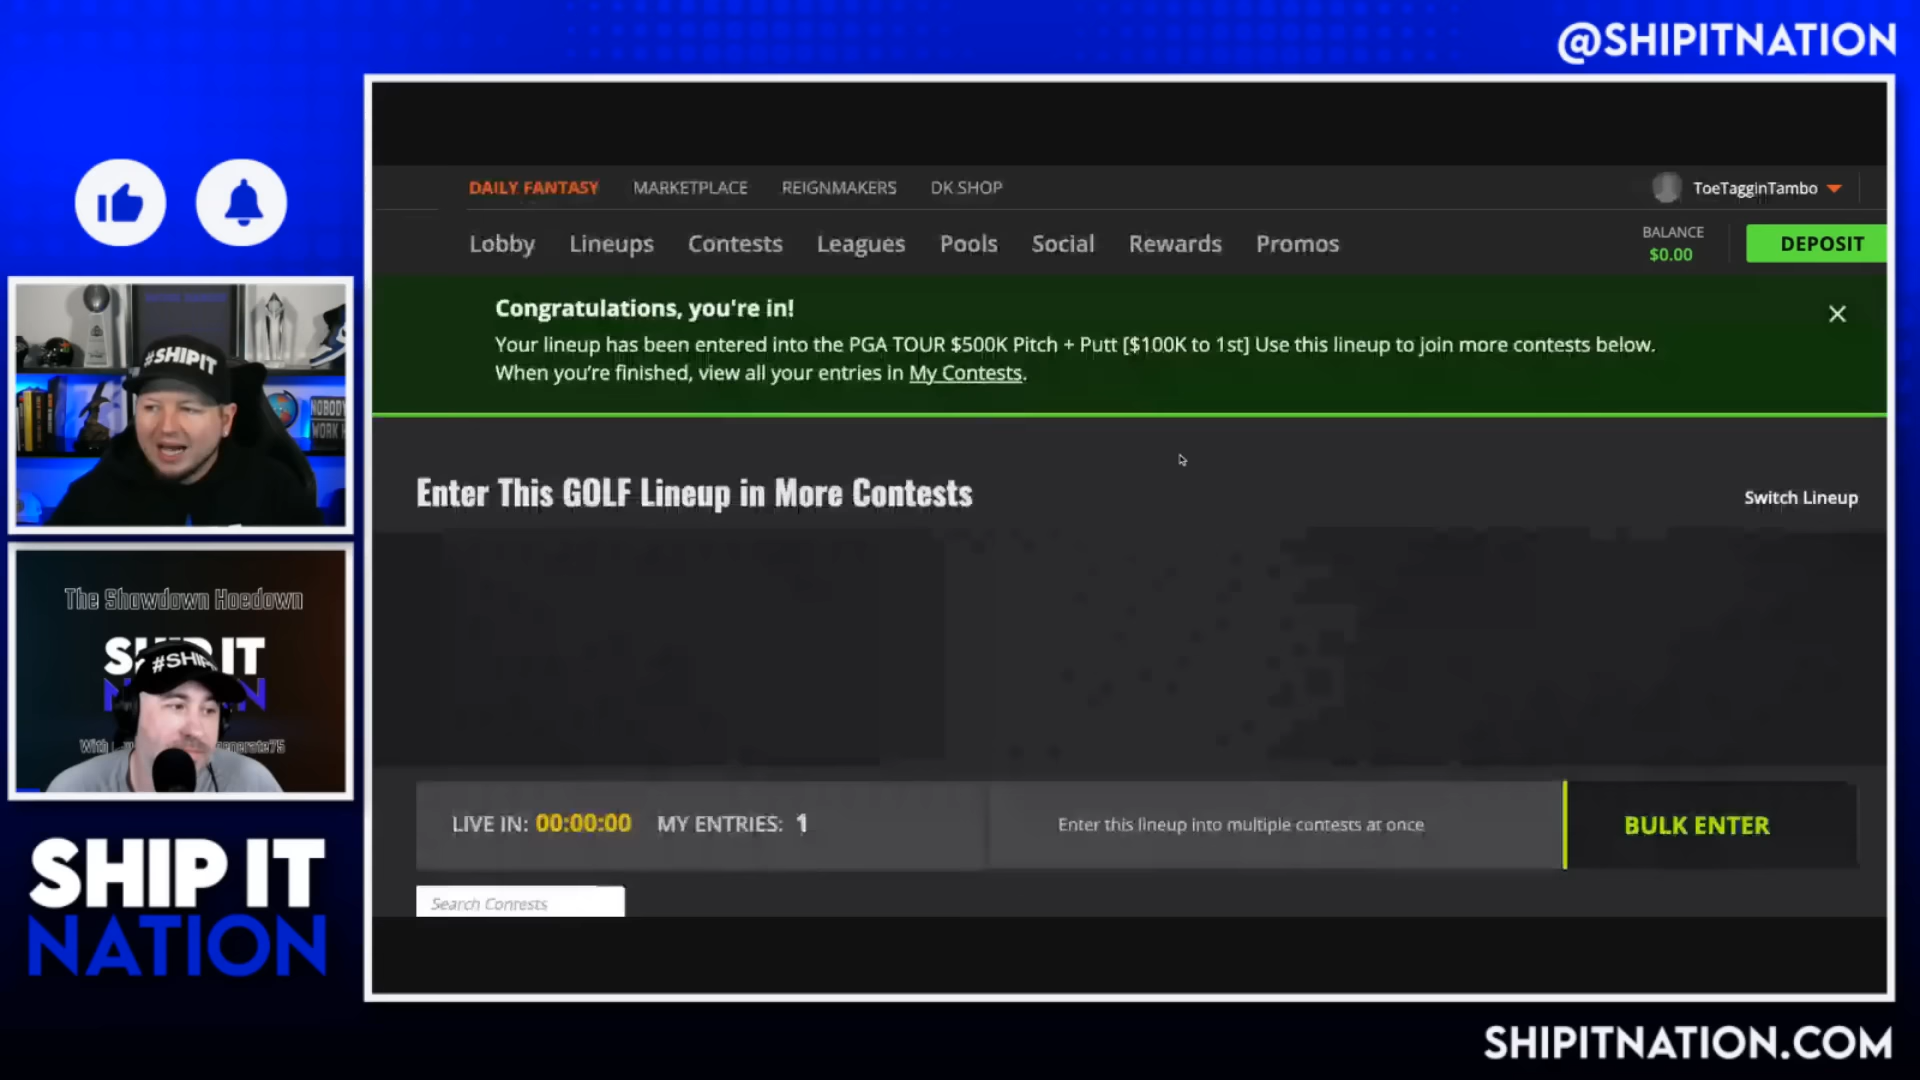 @SHIPITNATION
DAILY FANTASY MARKETPLACE REIGNMAKERS DK SHOP
ToeTagginTambo
Lobby Lineups Contests Leagues Pools Social Rewards Promos
BALANCE
$0.00
DEPOSIT
Congratulations, you're in!
Your lineup has been entered into the PGA TOUR $500K Pitch + Putt [$100K to 1st] Use this lineup to join more contests below.
When you're finished, view all your entries in My Contests.
Enter This GOLF Lineup in More Contests
Switch Lineup
LIVE IN: 00:00:00 MY ENTRIES: 1
Enter this lineup into multiple contests at once
BULK ENTER
Search Contests
#SHIPIT
NOBODY
WORK
The Showdown Hoedown
#SHIP
With
SHIP IT
NATION
SHIPITNATION.COM